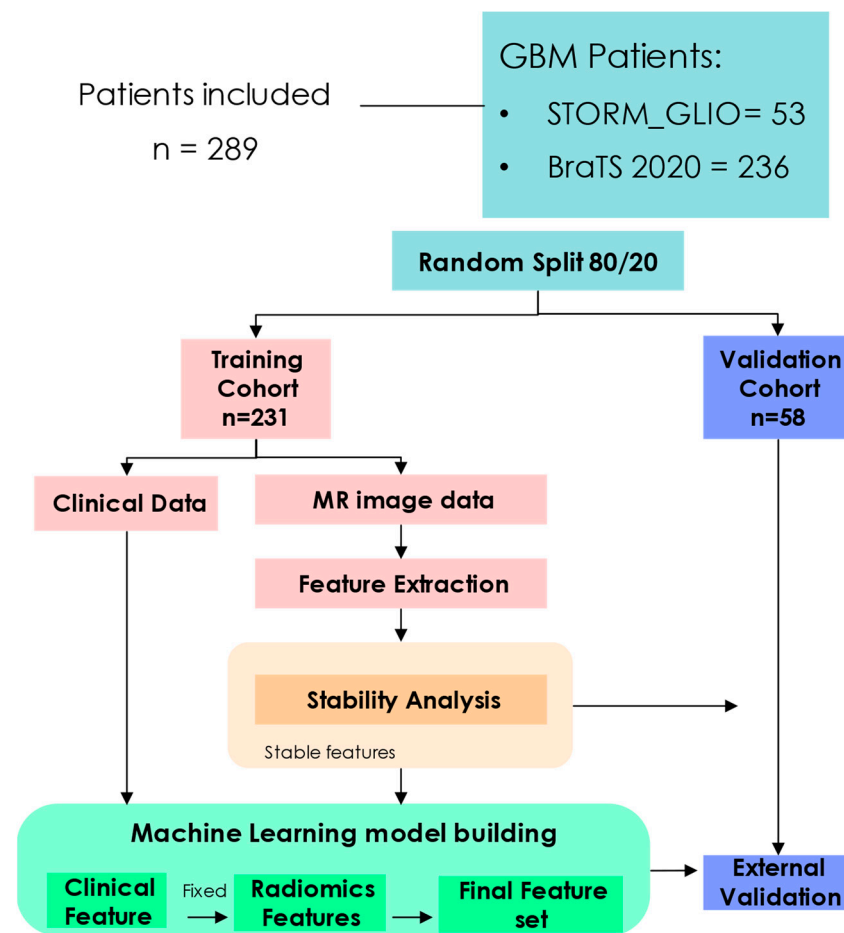 Patients included
n = 289
GBM Patients:
• STORM_GLIO= 53
• BraTS 2020 = 236
Random Split 80/20
Training
Cohort
n=231
Validation
Cohort
n=58
Clinical Data
MR image data
Feature Extraction
Stability Analysis
Stable features
Machine Learning model building
Clinical
Feature
Fixed
Radiomics
Features
Final Feature
set
External
Validation